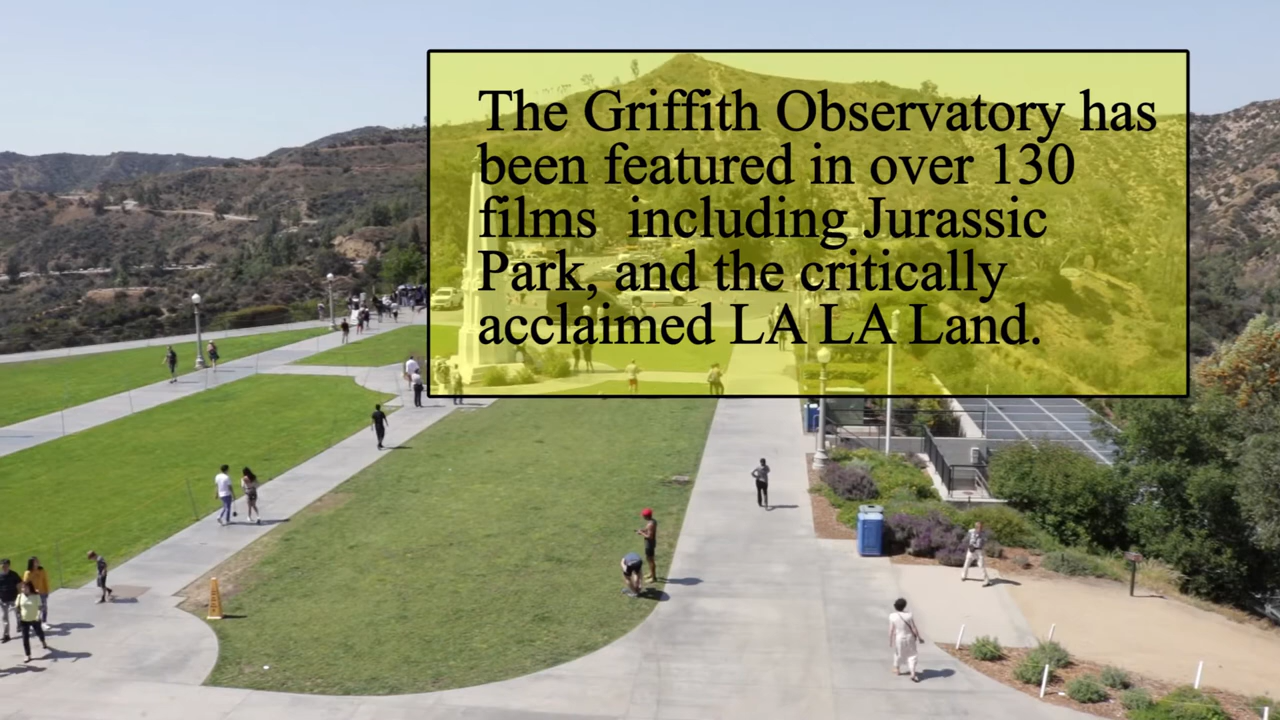 The Griffith Observatory has
been featured in over 130
films  including Jurassic
Park, and the critically
acclaimed LA LA Land.